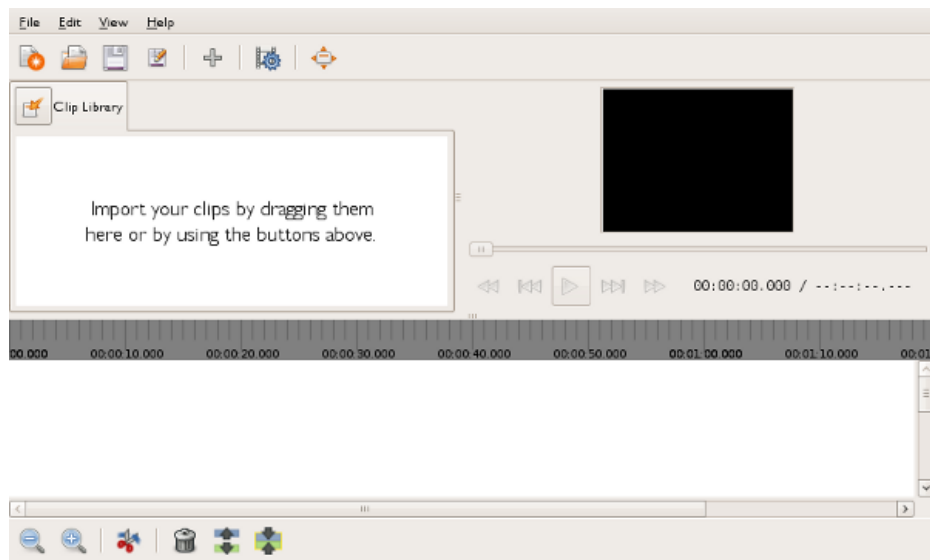 File Edit View Help
Clip Library
Import your clips by dragging them
here or by using the buttons above.
00:00:00.000 / --:--:--.---
00.000 00:00:10.000 00:00:20.000 00:00:30.000 00:00:40.000 00:00:50.000 00:01:00.000 00:01:10.000 00:01